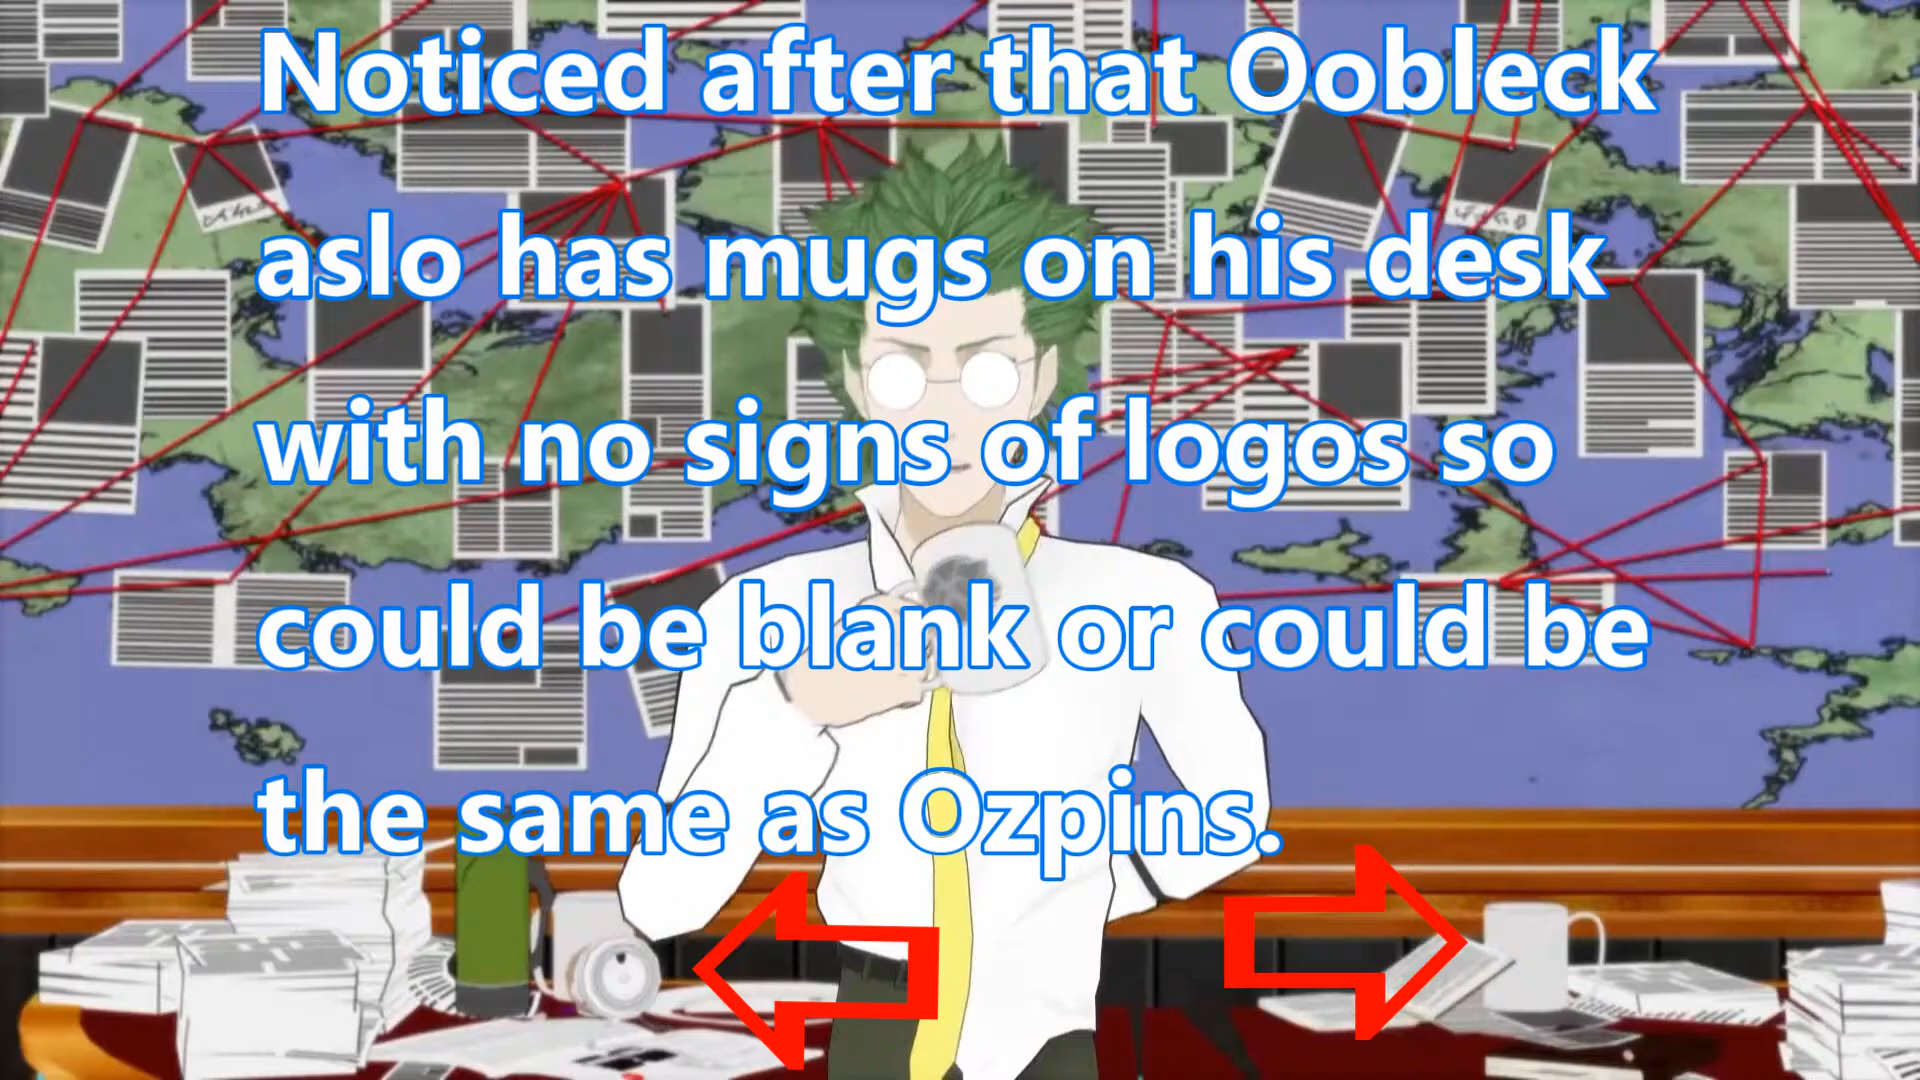 Noticed after that Oobleck
aslo has mugs on his desk
with no signs of logos so
could be blank or could be
the same as Ozpins.